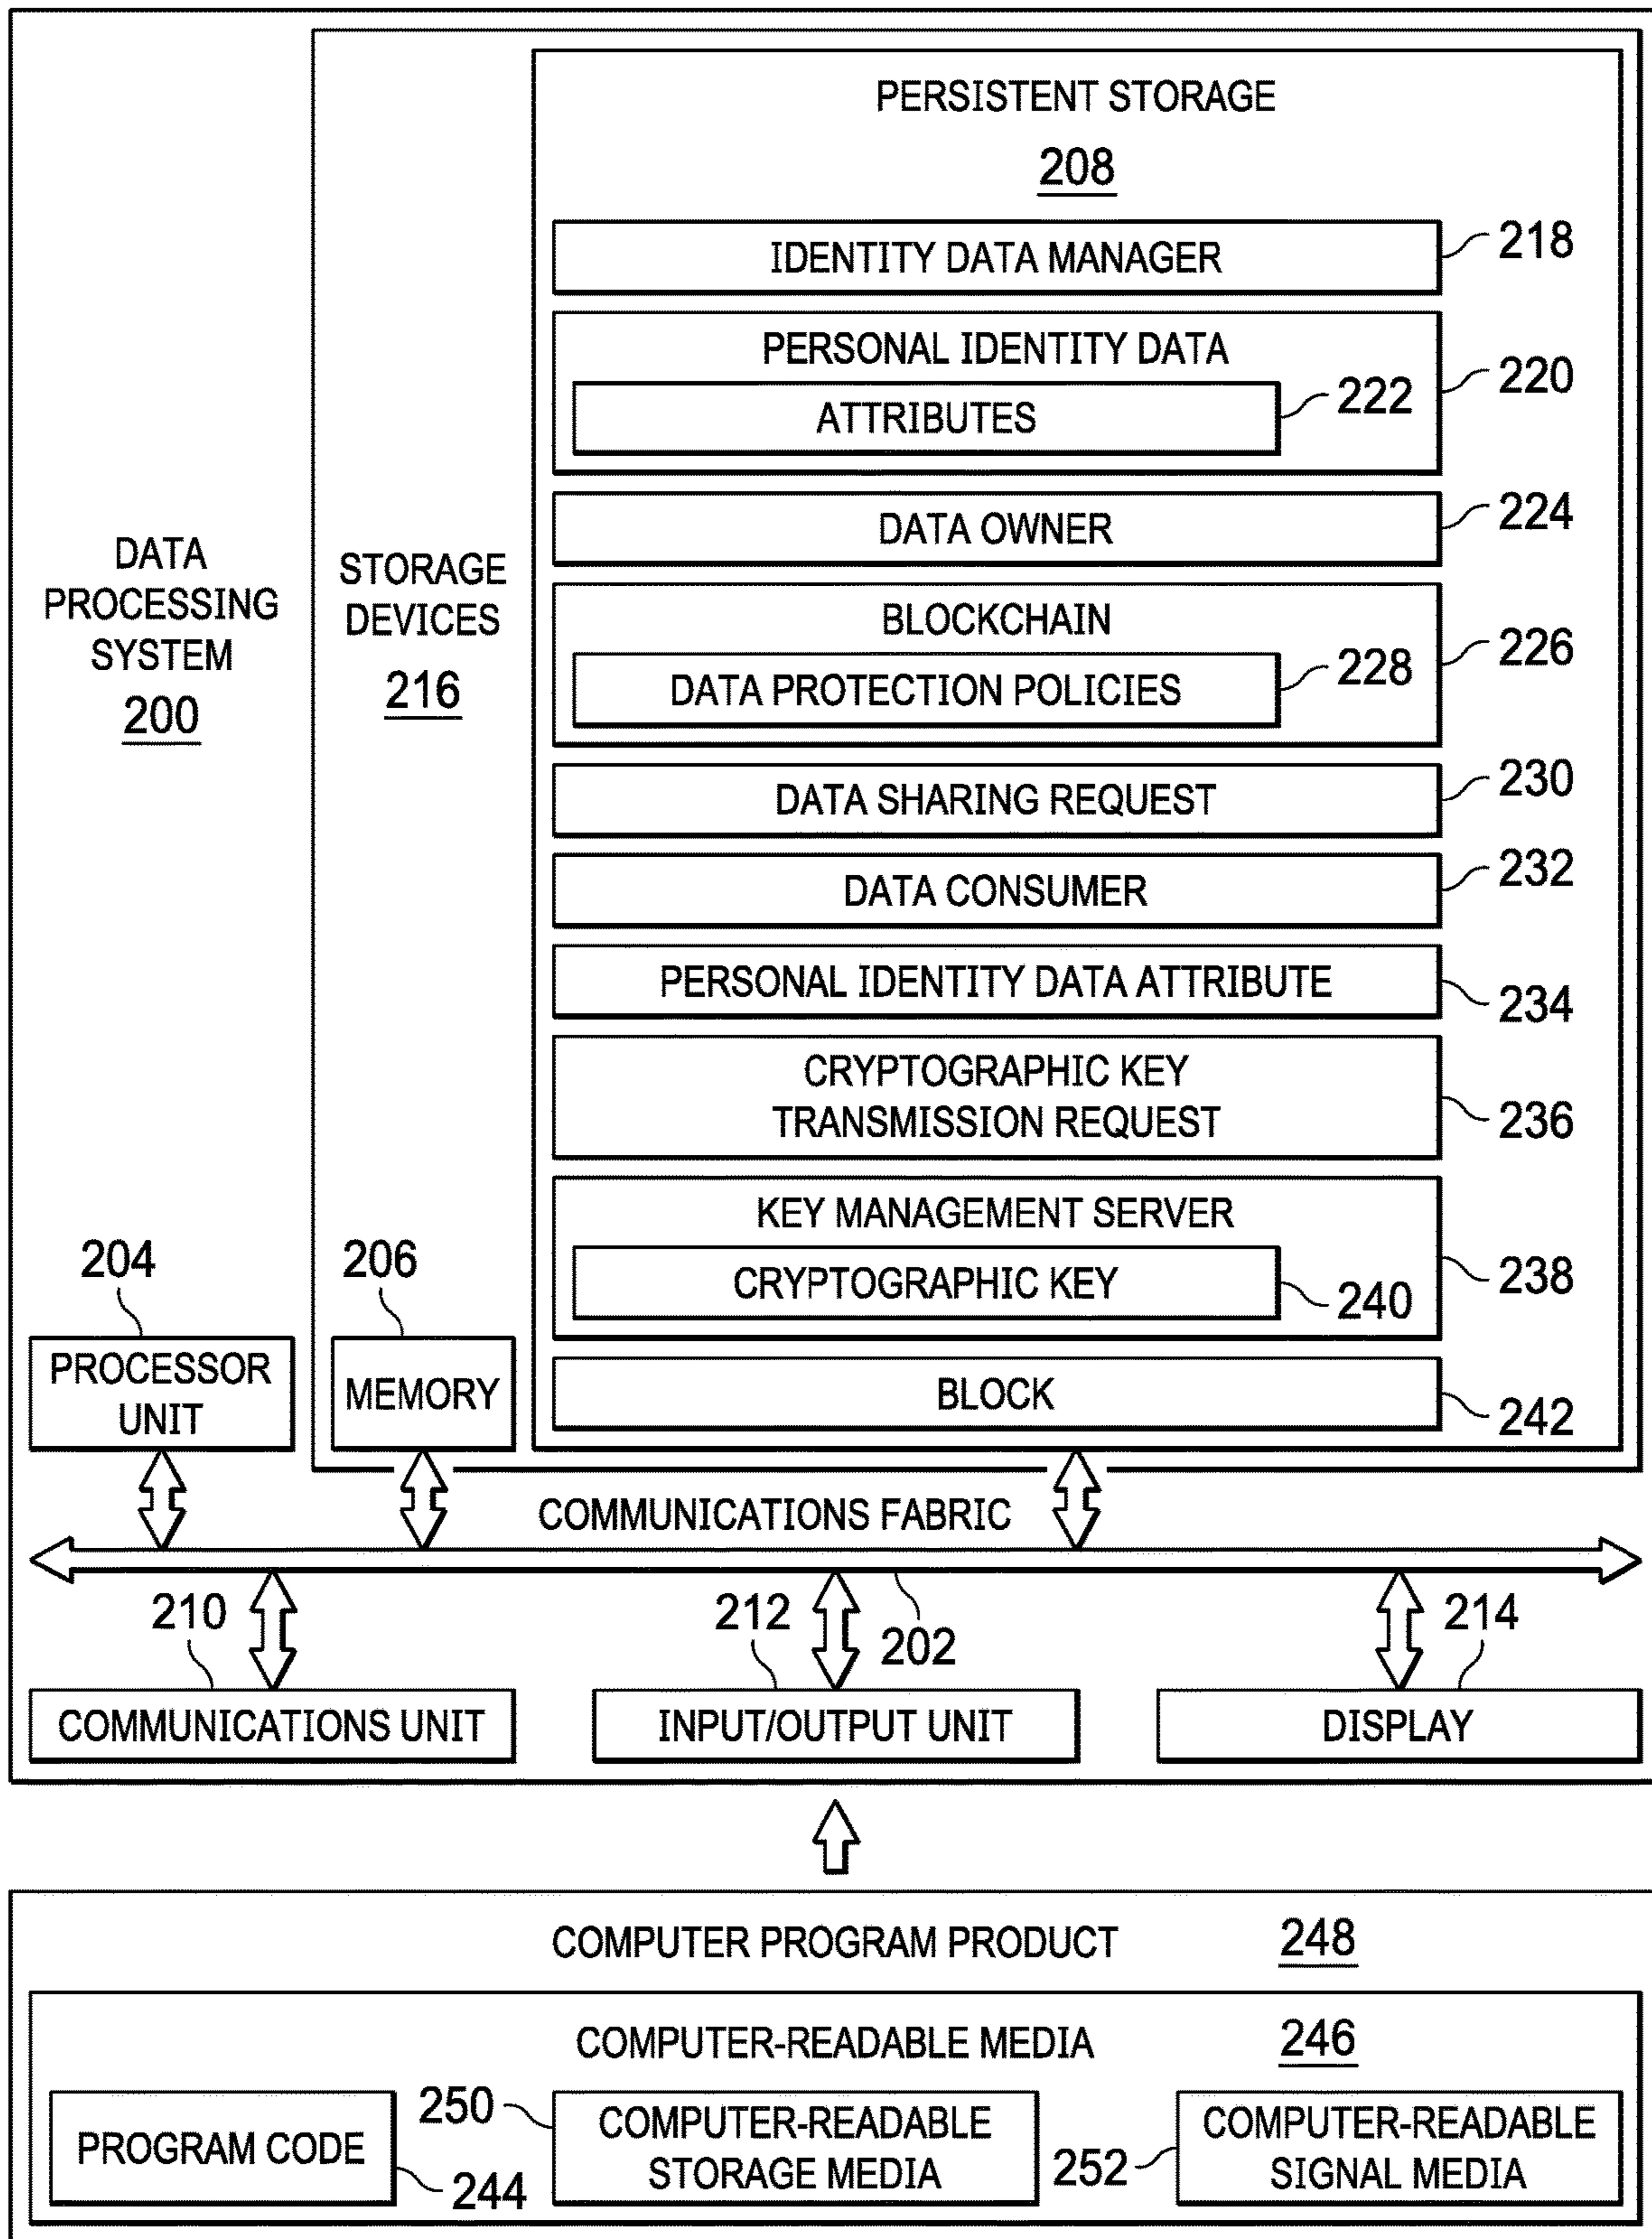 PERSISTENT STORAGE
208
IDENTITY DATA MANAGER
218
PERSONAL IDENTITY DATA
220
ATTRIBUTES
222
DATA OWNER
224
DATA
PROCESSING
SYSTEM
200
STORAGE
DEVICES
216
BLOCKCHAIN
226
DATA PROTECTION POLICIES
228
DATA SHARING REQUEST
230
DATA CONSUMER
232
PERSONAL IDENTITY DATA ATTRIBUTE
234
CRYPTOGRAPHIC KEY
TRANSMISSION REQUEST
236
KEY MANAGEMENT SERVER
238
CRYPTOGRAPHIC KEY
240
204
PROCESSOR
UNIT
206
MEMORY
BLOCK
242
COMMUNICATIONS FABRIC
202
210
COMMUNICATIONS UNIT
212
INPUT/OUTPUT UNIT
214
DISPLAY
COMPUTER PROGRAM PRODUCT
248
COMPUTER-READABLE MEDIA
246
PROGRAM CODE
244
250
COMPUTER-READABLE
STORAGE MEDIA
252
COMPUTER-READABLE
SIGNAL MEDIA